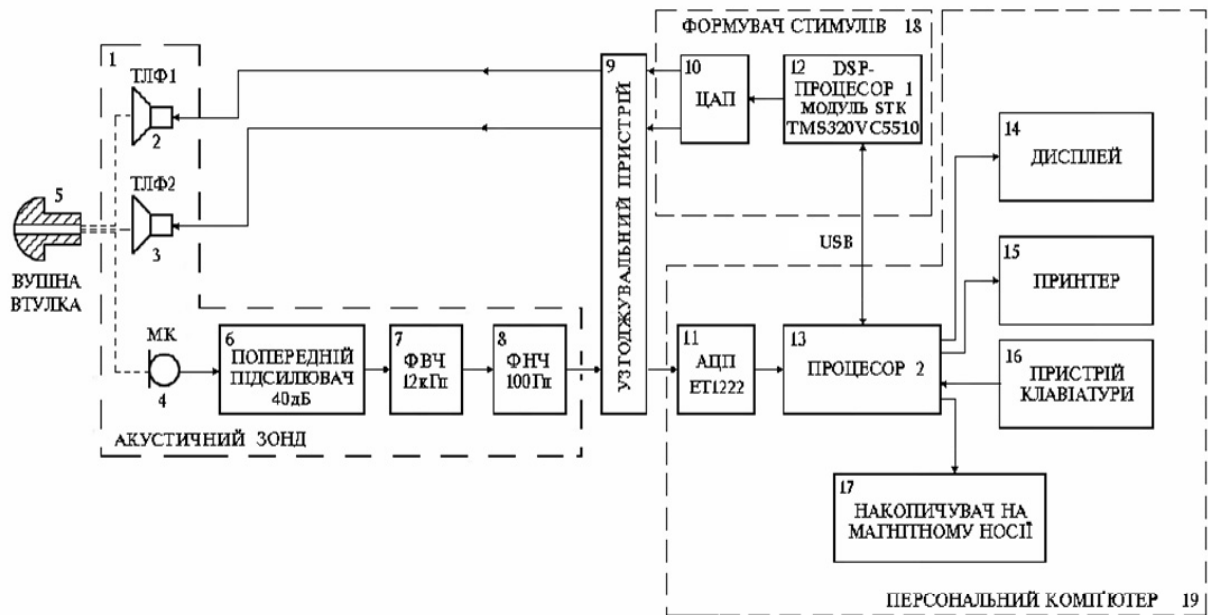 ФОРМУВАЧ СТИМУЛІВ 18
1
ТЛФ1
2
ТЛФ2
3
5
ВУШНА
ВТУЛКА
МК
4
6
ПОПЕРЕДНІЙ
ПІДСИЛЮВАЧ
40дБ
7
ФВЧ
12кГц
8
ФНЧ
100Гц
АКУСТИЧНИЙ ЗОНД
9
УЗГОДЖУВАЛЬНИЙ ПРИСТРІЙ
10
ЦАП
12
DSP-
ПРОЦЕСОР 1
МОДУЛЬ STK
TMS320VC5510
USB
11
АЦП
ET1222
13
ПРОЦЕСОР 2
14
ДИСПЛЕЙ
15
ПРИНТЕР
16
ПРИСТРІЙ
КЛАВІАТУРИ
17
НАКОПИЧУВАЧ НА
МАГНІТНОМУ НОСІЇ
ПЕРСОНАЛЬНИЙ КОМП'ЮТЕР 19